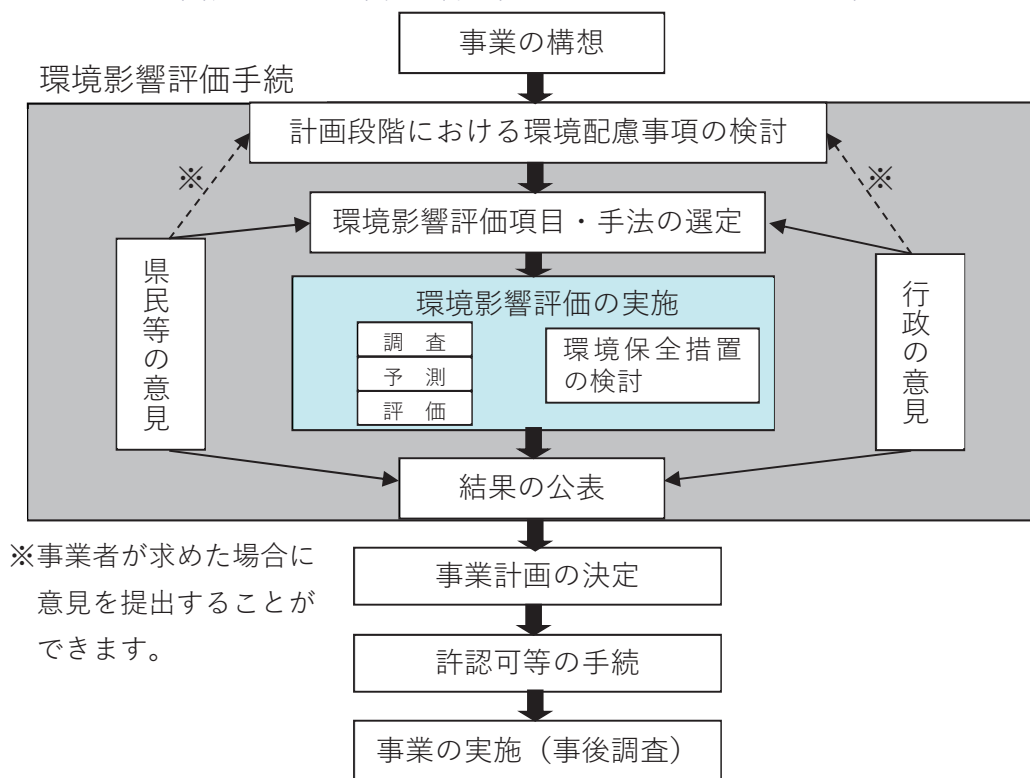 事業の構想
環境影響評価手続
計画段階における環境配慮事項の検討
※
※
環境影響評価項目・手法の選定
県民等の意見
行政の意見
環境影響評価の実施
調 査
予 測
評 価
環境保全措置
の検討
結果の公表
※事業者が求めた場合に
意見を提出することが
できます。
事業計画の決定
許認可等の手続
事業の実施（事後調査）